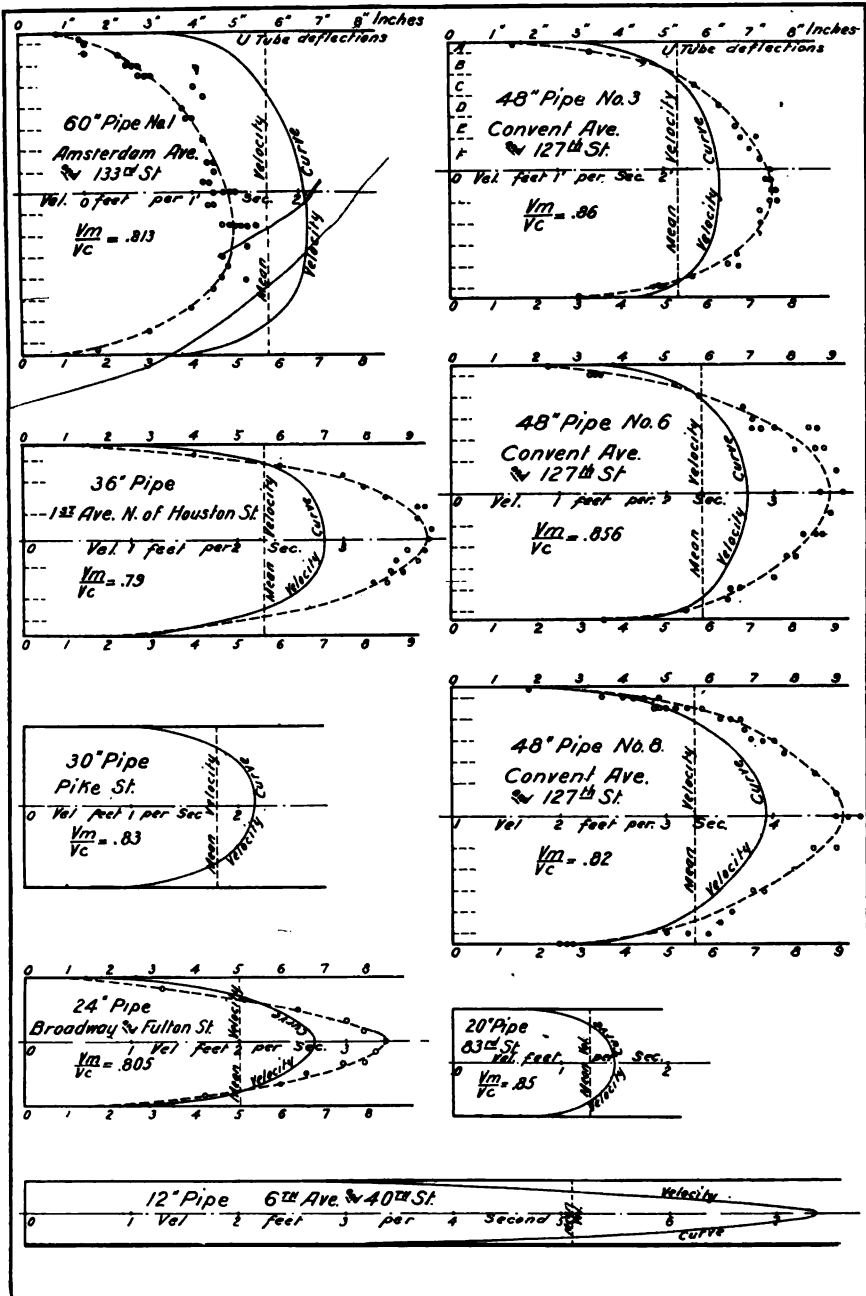 0 1" 2" 3" 4" 5" 6" 7" 8" Inches
U Tube deflections
60" Pipe No.1
Amsterdam Ave.
& 133rd St
Vel. 0 feet per 1' Sec. 2
Vm/Vc = .813
Mean Velocity
Velocity Curve
0 1 2 3 4 5 6 7 8
0 1" 2" 3" 4" 5" 6" 7" 8" Inches
U Tube deflections
A
B
C
D
E
F
48" Pipe No.3
Convent Ave.
& 127th St.
0 Vel. feet 1' per. Sec. 2'
Vm/Vc = .86
Mean Velocity
Velocity Curve
0 1 2 3 4 5 6 7 8
0 1 2 3 4 5 6 7 8 9
36" Pipe
1st Ave. N. of Houston St.
0 Vel. 1 feet per 2 Sec. 3
Vm/Vc = .79
Mean Velocity
Velocity Curve
0 1 2 3 4 5 6 7 8 9
0 1 2 3 4 5 6 7 8 9
48" Pipe No.6
Convent Ave.
& 127th St.
0 Vel. 1 feet per. Sec. 3
Vm/Vc = .856
Mean Velocity
Velocity Curve
0 1 2 3 4 5 6 7 8 9
30" Pipe
Pike St.
0 Vel feet 1 per Sec 2
Vm/Vc = .83
Mean Velocity
Velocity Curve
0 1 2 3 4 5 6 7 8 9
48" Pipe No.8.
Convent Ave.
& 127th St.
1 Vel 2 feet per. 3 Sec. 4
Vm/Vc = .82
Mean Velocity
Velocity Curve
0 1 2 3 4 5 6 7 8 9
0 1 2 3 4 5 6 7 8
24" Pipe
Broadway & Fulton St.
0 1 Vel feet 2 per Sec. 3
Vm/Vc = .805
Mean Velocity
Velocity Curve
0 1 2 3 4 5 6 7 8
20" Pipe
83rd St.
Vel. feet per Sec.
0 1 2
Vm/Vc = .85
Mean Vel.
Velocity Curve
12" Pipe 6th Ave. & 40th St.
0 1 2 3 4 5 6 7
Vel feet per Second
Mean Vel.
Velocity
Curve